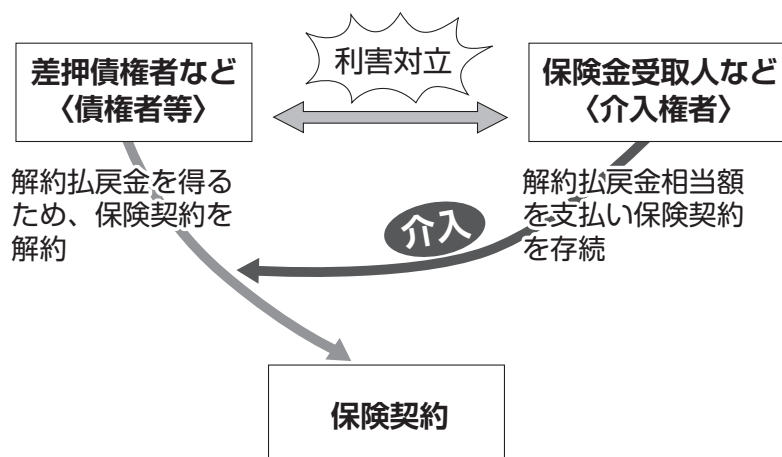 利害対立
差押債権者など
〈債権者等〉
保険金受取人など
〈介入権者〉
解約払戻金を得る
ため、保険契約を
解約
解約払戻金相当額
を支払い保険契約
を存続
介入
保険契約